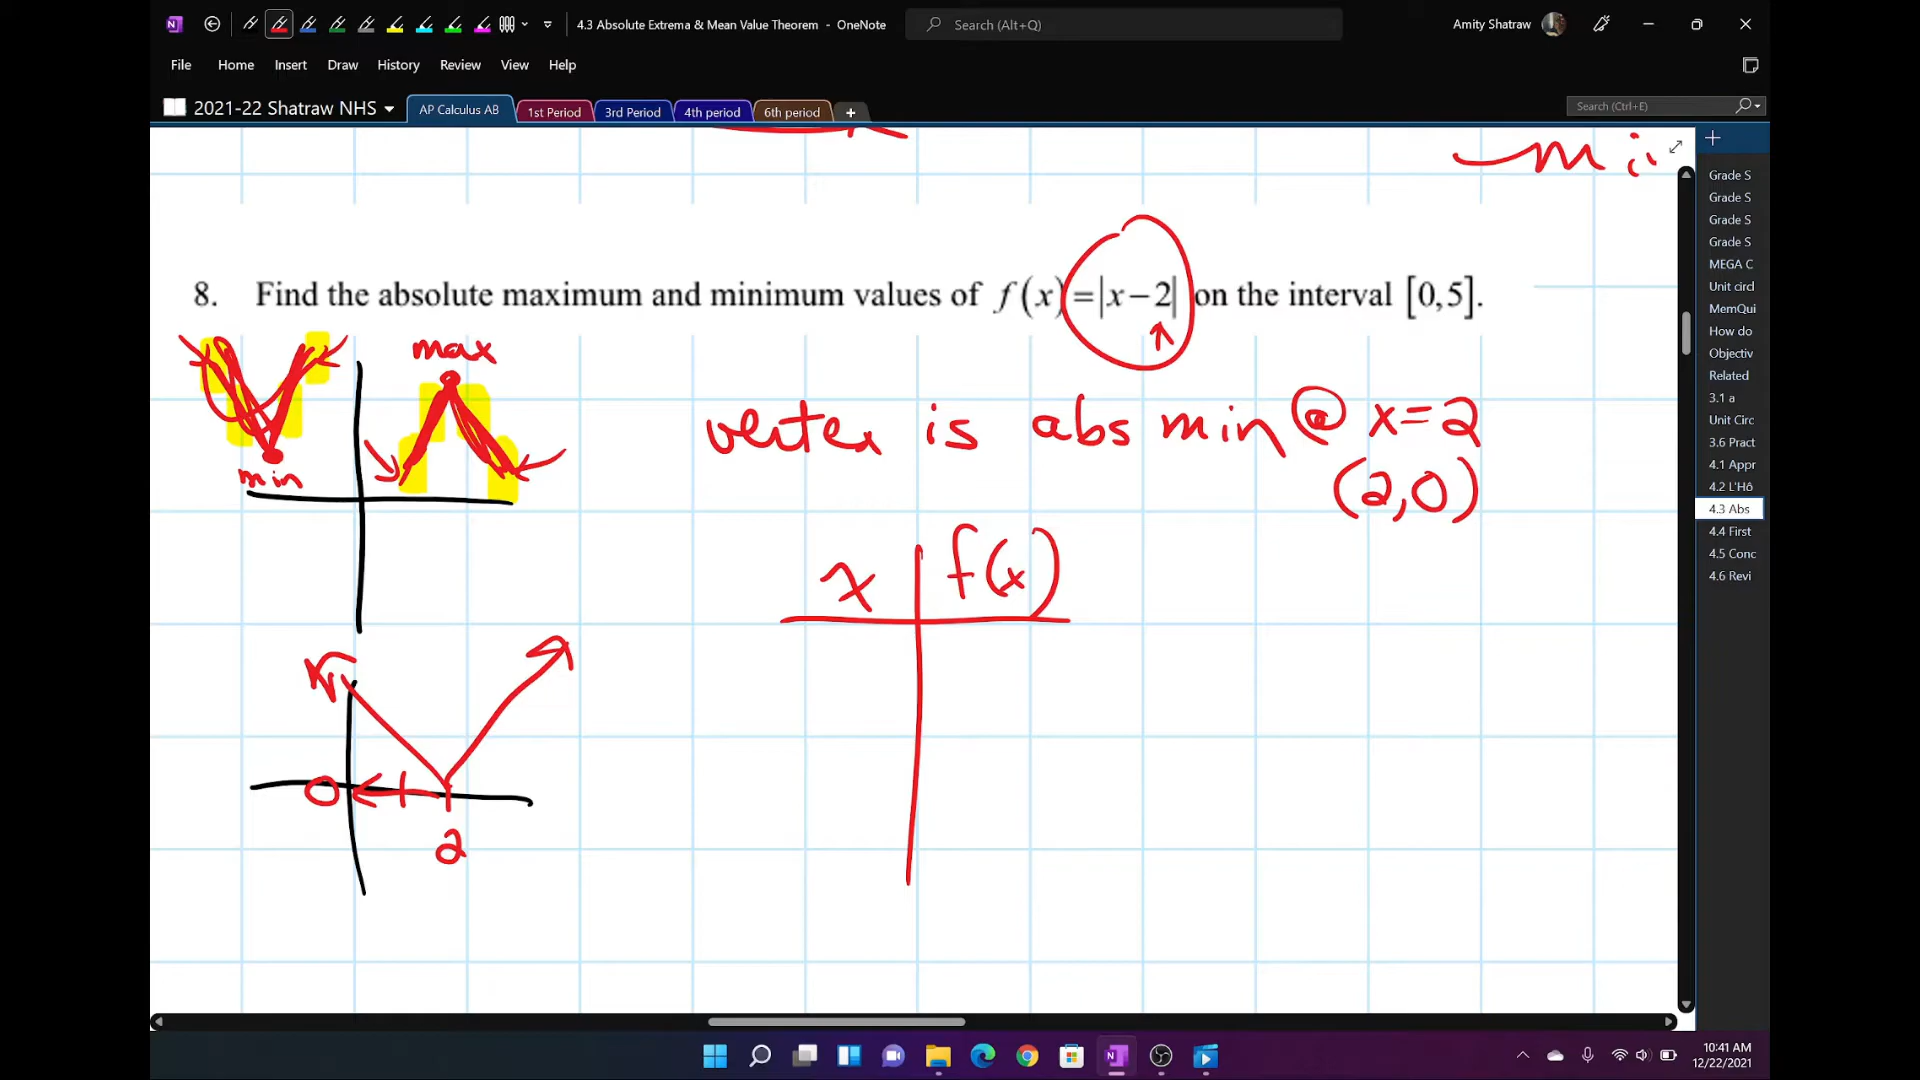 4.3 Absolute Extrema & Mean Value Theorem - OneNote
Search (Alt+Q)
Amity Shatraw
File Home Insert Draw History Review View Help
2021-22 Shatraw NHS
AP Calculus AB
1st Period
3rd Period
4th period
6th period
+
Search (Ctrl+E)
8. Find the absolute maximum and minimum values of f(x)=|x-2| on the interval [0,5].
max
min
vertex is abs min @ x=2
(2,0)
x f(x)
0
2
Grade S
Grade S
Grade S
Grade S
MEGA C
Unit circl
MemQui
How do
Objectiv
Related
3.1 a
Unit Circ
3.6 Pract
4.1 Appr
4.2 L'Hô
4.3 Abs
4.4 First
4.5 Conc
4.6 Revi
10:41 AM
12/22/2021